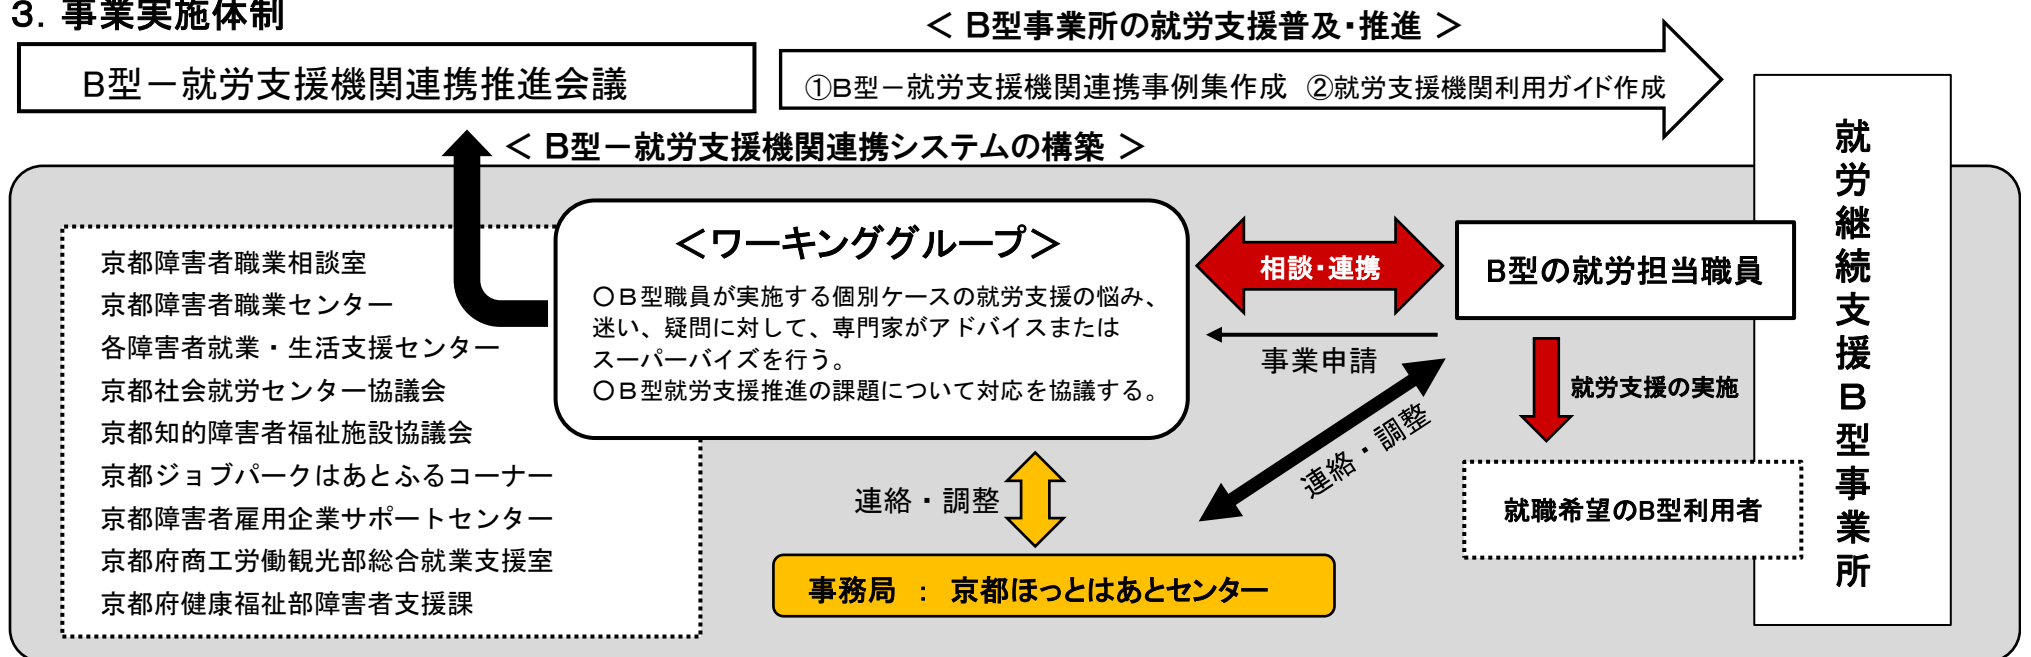 3．事業実施体制
＜ B型事業所の就労支援普及・推進 ＞
B型－就労支援機関連携推進会議
①B型－就労支援機関連携事例集作成 ②就労支援機関利用ガイド作成
＜ B型－就労支援機関連携システムの構築 ＞
京都障害者職業相談室
京都障害者職業センター
各障害者就業・生活支援センター
京都社会就労センター協議会
京都知的障害者福祉施設協議会
京都ジョブパークはあとふるコーナー
京都障害者雇用企業サポートセンター
京都府商工労働観光部総合就業支援室
京都府健康福祉部障害者支援課
＜ワーキンググループ＞
○B型職員が実施する個別ケースの就労支援の悩み、
迷い、疑問に対して、専門家がアドバイスまたは
スーパーバイズを行う。
○B型就労支援推進の課題について対応を協議する。
相談・連携
事業申請
連絡・調整
連絡・調整
事務局 ： 京都ほっとはあとセンター
B型の就労担当職員
就労支援の実施
就職希望のB型利用者
就労継続支援B型事業所